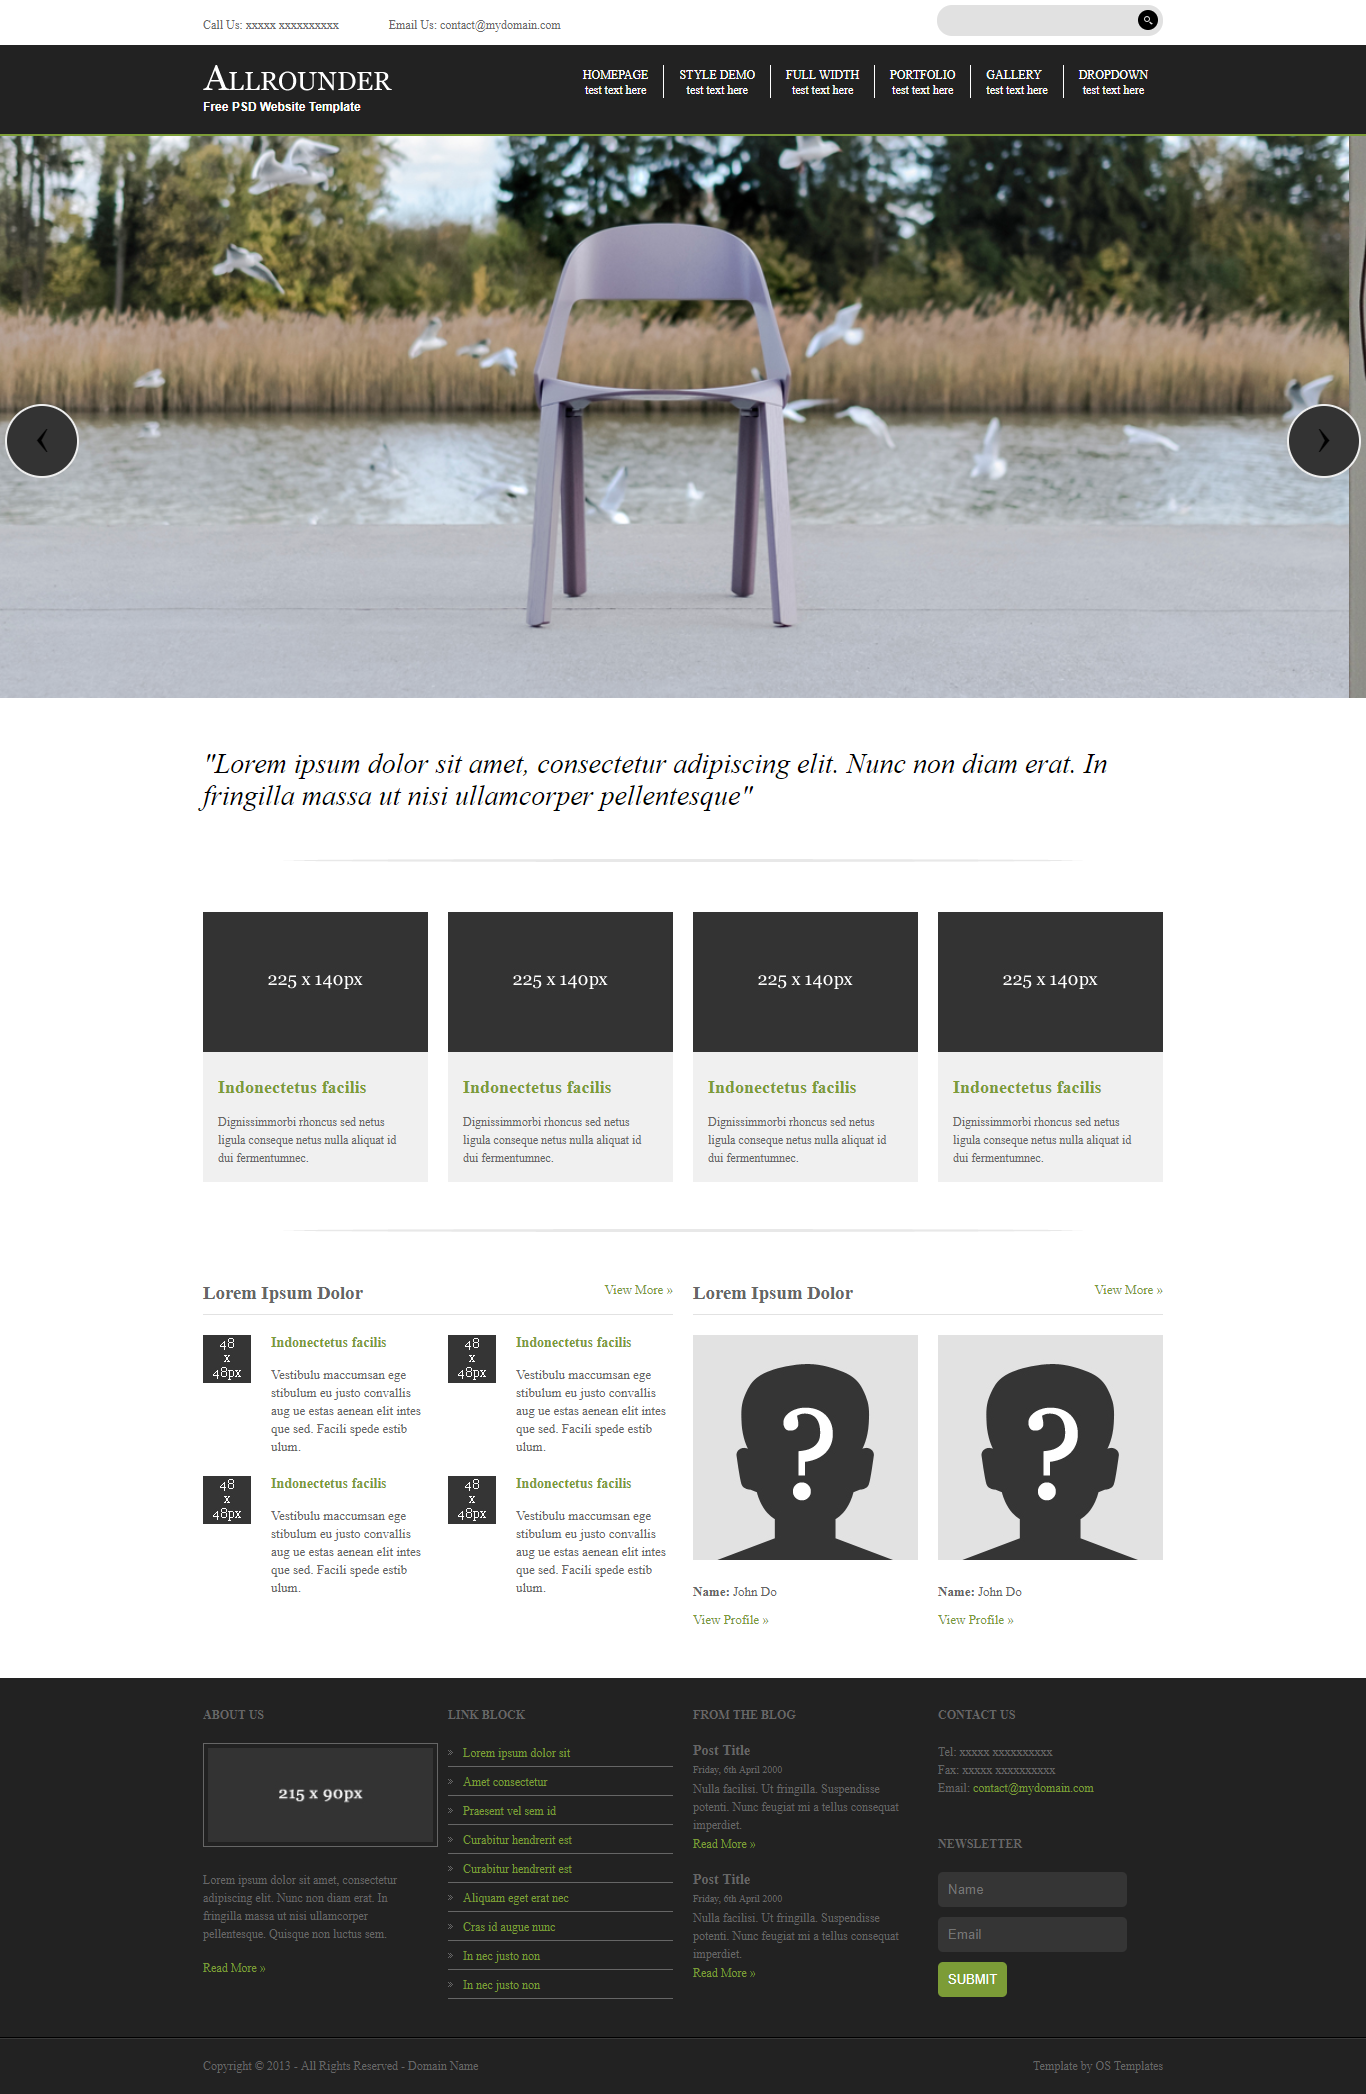 Call Us: xxxxx xxxxxxxxxx
Email Us: contact@mydomain.com
ALLROUNDER
Free PSD Website Template
HOMEPAGE
test text here
STYLE DEMO
test text here
FULL WIDTH
test text here
PORTFOLIO
test text here
GALLERY
test text here
DROPDOWN
test text here
"Lorem ipsum dolor sit amet, consectetur adipiscing elit. Nunc non diam erat. In
fringilla massa ut nisi ullamcorper pellentesque"
225 x 140px
Indonectetus facilis
Dignissimmorbi rhoncus sed netus
ligula conseque netus nulla aliquat id
dui fermentumnec.
225 x 140px
Indonectetus facilis
Dignissimmorbi rhoncus sed netus
ligula conseque netus nulla aliquat id
dui fermentumnec.
225 x 140px
Indonectetus facilis
Dignissimmorbi rhoncus sed netus
ligula conseque netus nulla aliquat id
dui fermentumnec.
225 x 140px
Indonectetus facilis
Dignissimmorbi rhoncus sed netus
ligula conseque netus nulla aliquat id
dui fermentumnec.
Lorem Ipsum Dolor
View More »
48
x
48px
Indonectetus facilis
Vestibulu maccumsan ege
stibulum eu justo convallis
aug ue estas aenean elit intes
que sed. Facili spede estib
ulum.
48
x
48px
Indonectetus facilis
Vestibulu maccumsan ege
stibulum eu justo convallis
aug ue estas aenean elit intes
que sed. Facili spede estib
ulum.
48
x
48px
Indonectetus facilis
Vestibulu maccumsan ege
stibulum eu justo convallis
aug ue estas aenean elit intes
que sed. Facili spede estib
ulum.
48
x
48px
Indonectetus facilis
Vestibulu maccumsan ege
stibulum eu justo convallis
aug ue estas aenean elit intes
que sed. Facili spede estib
ulum.
Lorem Ipsum Dolor
View More »
?
Name: John Do
View Profile »
?
Name: John Do
View Profile »
ABOUT US
215 x 90px
Lorem ipsum dolor sit amet, consectetur
adipiscing elit. Nunc non diam erat. In
fringilla massa ut nisi ullamcorper
pellentesque. Quisque non luctus sem.
Read More »
LINK BLOCK
Lorem ipsum dolor sit
Amet consectetur
Praesent vel sem id
Curabitur hendrerit est
Curabitur hendrerit est
Aliquam eget erat nec
Cras id augue nunc
In nec justo non
In nec justo non
FROM THE BLOG
Post Title
Friday, 6th April 2000
Nulla facilisi. Ut fringilla. Suspendisse
potenti. Nunc feugiat mi a tellus consequat
imperdiet.
Read More »
Post Title
Friday, 6th April 2000
Nulla facilisi. Ut fringilla. Suspendisse
potenti. Nunc feugiat mi a tellus consequat
imperdiet.
Read More »
CONTACT US
Tel: xxxxx xxxxxxxxxx
Fax: xxxxx xxxxxxxxxx
Email: contact@mydomain.com
NEWSLETTER
Name
Email
SUBMIT
Copyright © 2013 - All Rights Reserved - Domain Name
Template by OS Templates